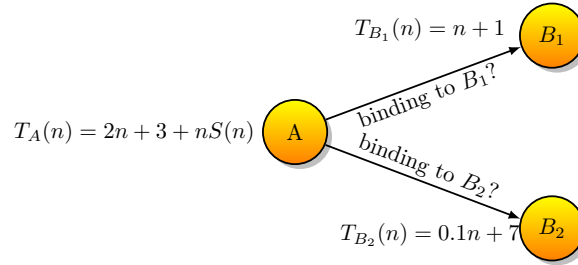 T_{B_1}(n) = n + 1
B_1
binding to B_1?
T_A(n) = 2n + 3 + nS(n)
A
binding to B_2?
T_{B_2}(n) = 0.1n + 7
B_2